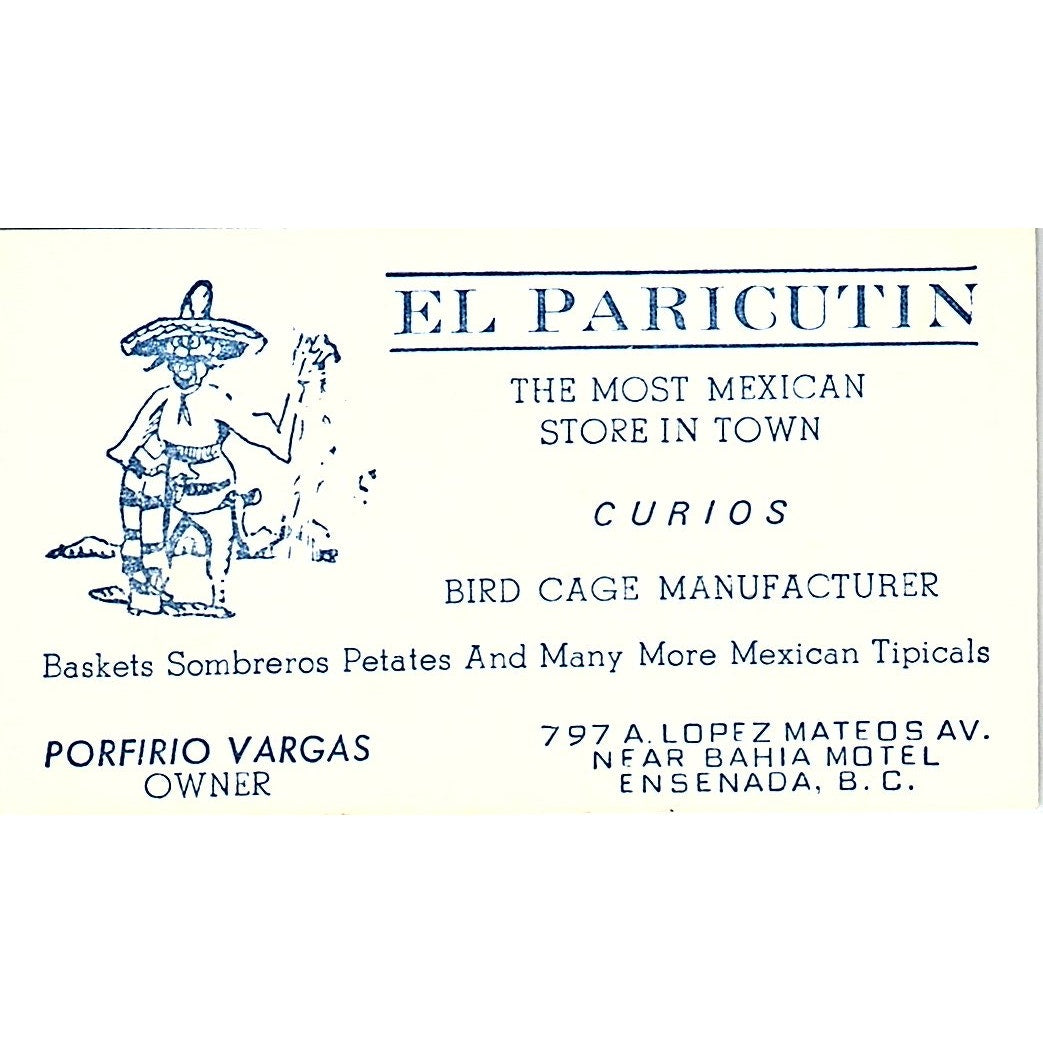 EL PARICUTIN
THE MOST MEXICAN
STORE IN TOWN
CURIOS
BIRD CAGE MANUFACTURER
Baskets Sombreros Petates And Many More Mexican Tipicals
PORFIRIO VARGAS
OWNER
797 A. LOPEZ MATEOS AV.
NEAR BAHIA MOTEL
ENSENADA, B. C.